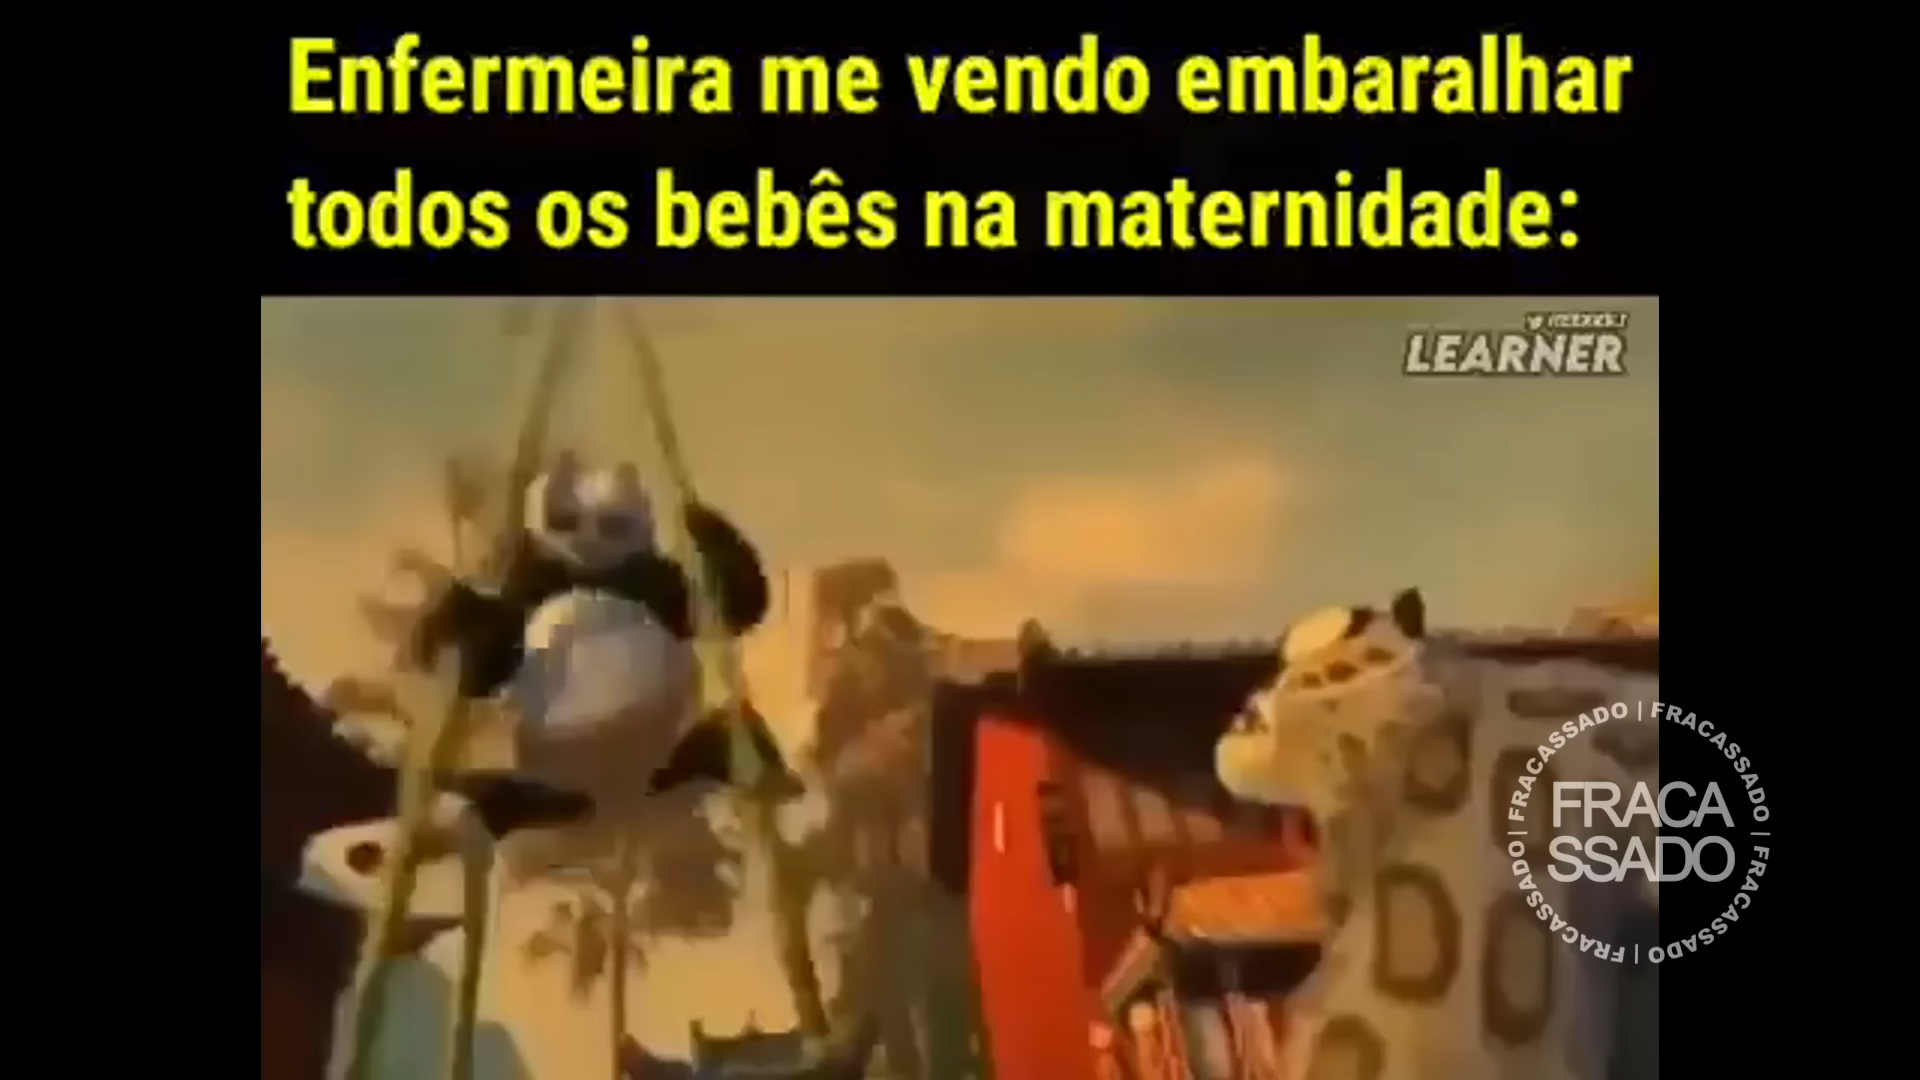 Enfermeira me vendo embaralhar
todos os bebês na maternidade:
LEARNER
FRACASSADO | FRACASSADO | FRACASSADO | FRACASSADO |
FRACA
SSADO